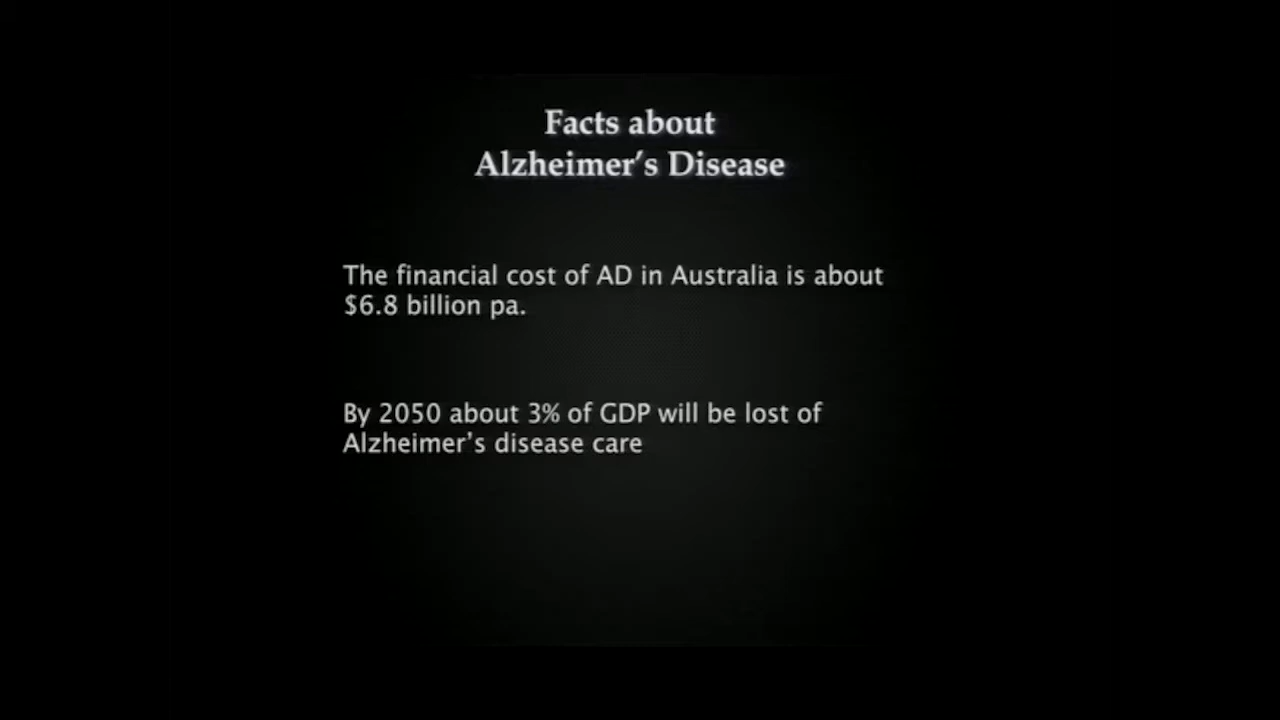 Facts about
Alzheimer's Disease
The financial cost of AD in Australia is about
$6.8 billion pa.
By 2050 about 3% of GDP will be lost of
Alzheimer's disease care